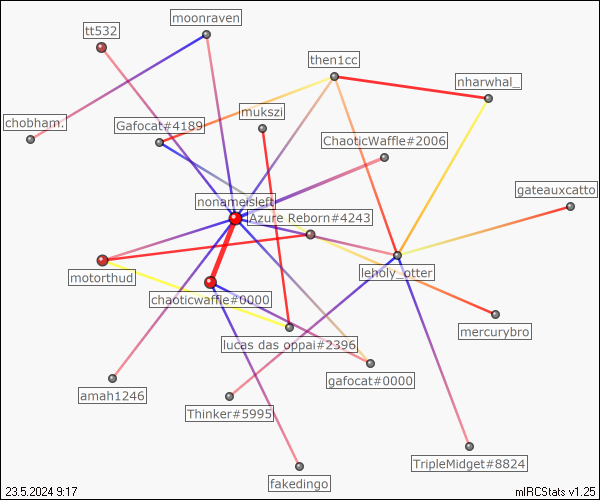 moonraven
tt532
then1cc
nharwhal_
mukszi
chobham.
Gafocat#4189
ChaoticWaffle#2006
gateauxcatto
nonameisleft
Azure Reborn#4243
leholy_otter
motorthud
chaoticwaffle#0000
mercurybro
lucas das oppai#2396
gafocat#0000
amah1246
Thinker#5995
TripleMidget#8824
fakedingo
23.5.2024 9:17
mIRCStats v1.25